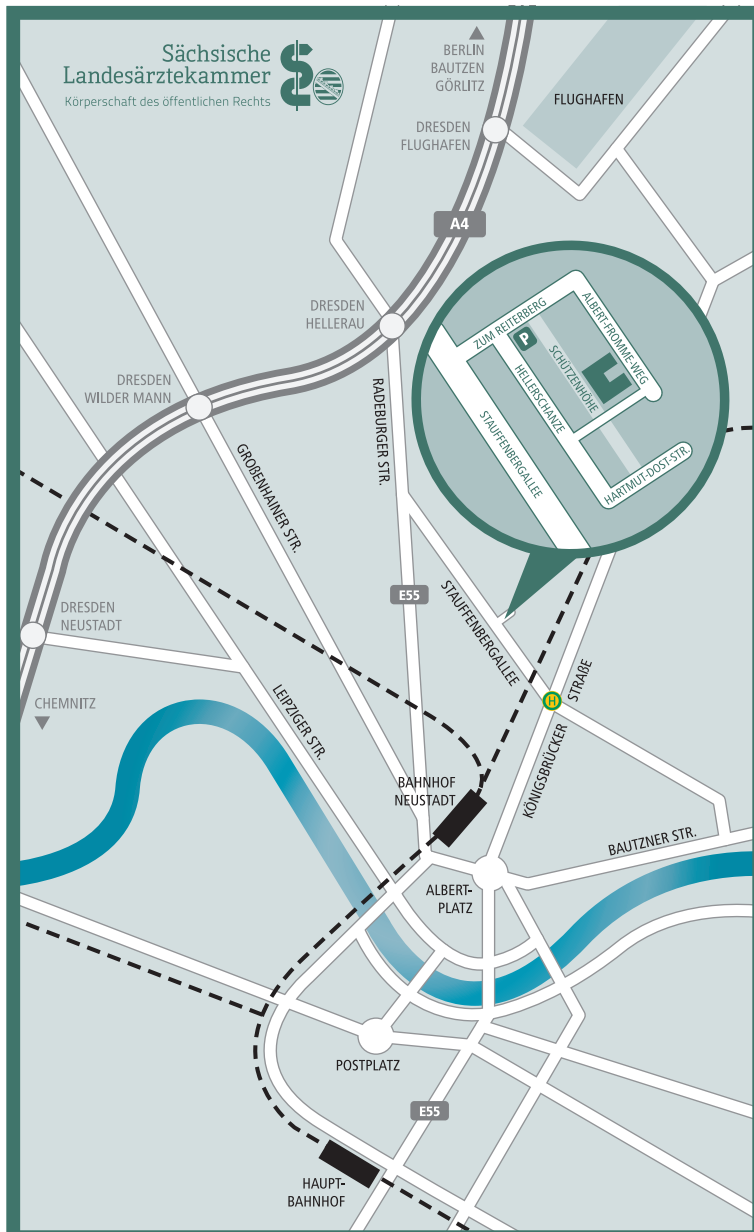 Sächsische
Landesärztekammer
Körperschaft des öffentlichen Rechts
BERLIN
BAUTZEN
GÖRLITZ
FLUGHAFEN
DRESDEN
FLUGHAFEN
A4
DRESDEN
HELLERAU
ZUM REITERBERG
ALBERT-FROMME-WEG
P
SCHÜTZENHÖHE
HELLERSCHANZE
STAUFFENBERGALLEE
HARTMUT-DOST-STR.
DRESDEN
WILDER MANN
RADEBURGER STR.
GROßENHAINER STR.
E55
STAUFFENBERGALLEE
DRESDEN
NEUSTADT
CHEMNITZ
LEIPZIGER STR.
H
KÖNIGSBRÜCKER
STRAßE
BAHNHOF
NEUSTADT
BAUTZNER STR.
ALBERT-
PLATZ
POSTPLATZ
E55
HAUPT-
BAHNHOF